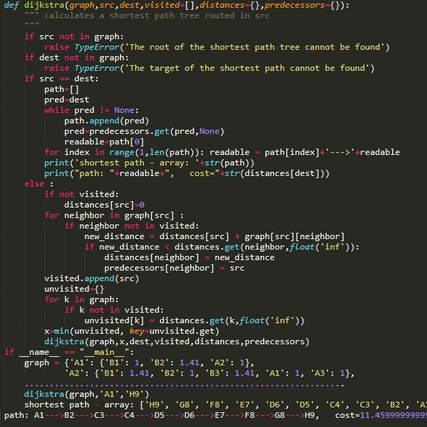 def dijkstra(graph,src,dest,visited=[],distances={},predecessors={}):
""" calculates a shortest path tree routed in src
"""
if src not in graph:
raise TypeError('The root of the shortest path tree cannot be found')
if dest not in graph:
raise TypeError('The target of the shortest path cannot be found')
if src == dest:
path=[]
pred=dest
while pred != None:
path.append(pred)
pred=predecessors.get(pred,None)
readable=path[0]
for index in range(1,len(path)): readable = path[index]+'--->'+readable
print('shortest path - array: '+str(path))
print("path: "+readable+", cost="+str(distances[dest]))
else :
if not visited:
distances[src]=0
for neighbor in graph[src] :
if neighbor not in visited:
new_distance = distances[src] + graph[src][neighbor]
if new_distance < distances.get(neighbor,float('inf')):
distances[neighbor] = new_distance
predecessors[neighbor] = src
visited.append(src)
unvisited={}
for k in graph:
if k not in visited:
unvisited[k] = distances.get(k,float('inf'))
x=min(unvisited, key=unvisited.get)
dijkstra(graph,x,dest,visited,distances,predecessors)
if __name__ == "__main__":
graph = {'A1': {'B1': 1, 'B2': 1.41, 'A2': 1},
'A2': {'B1': 1.41, 'B2': 1, 'B3': 1.41, 'A1': 1, 'A3': 1},
dijkstra(graph,'A1','H9')
shortest path - array: ['H9', 'G8', 'F8', 'E7', 'D6', 'D5', 'C4', 'C3', 'B2', 'A
path: A1--->B2--->C3--->C4--->D5--->D6--->E7--->F8--->G8--->H9, cost=11.4599999999